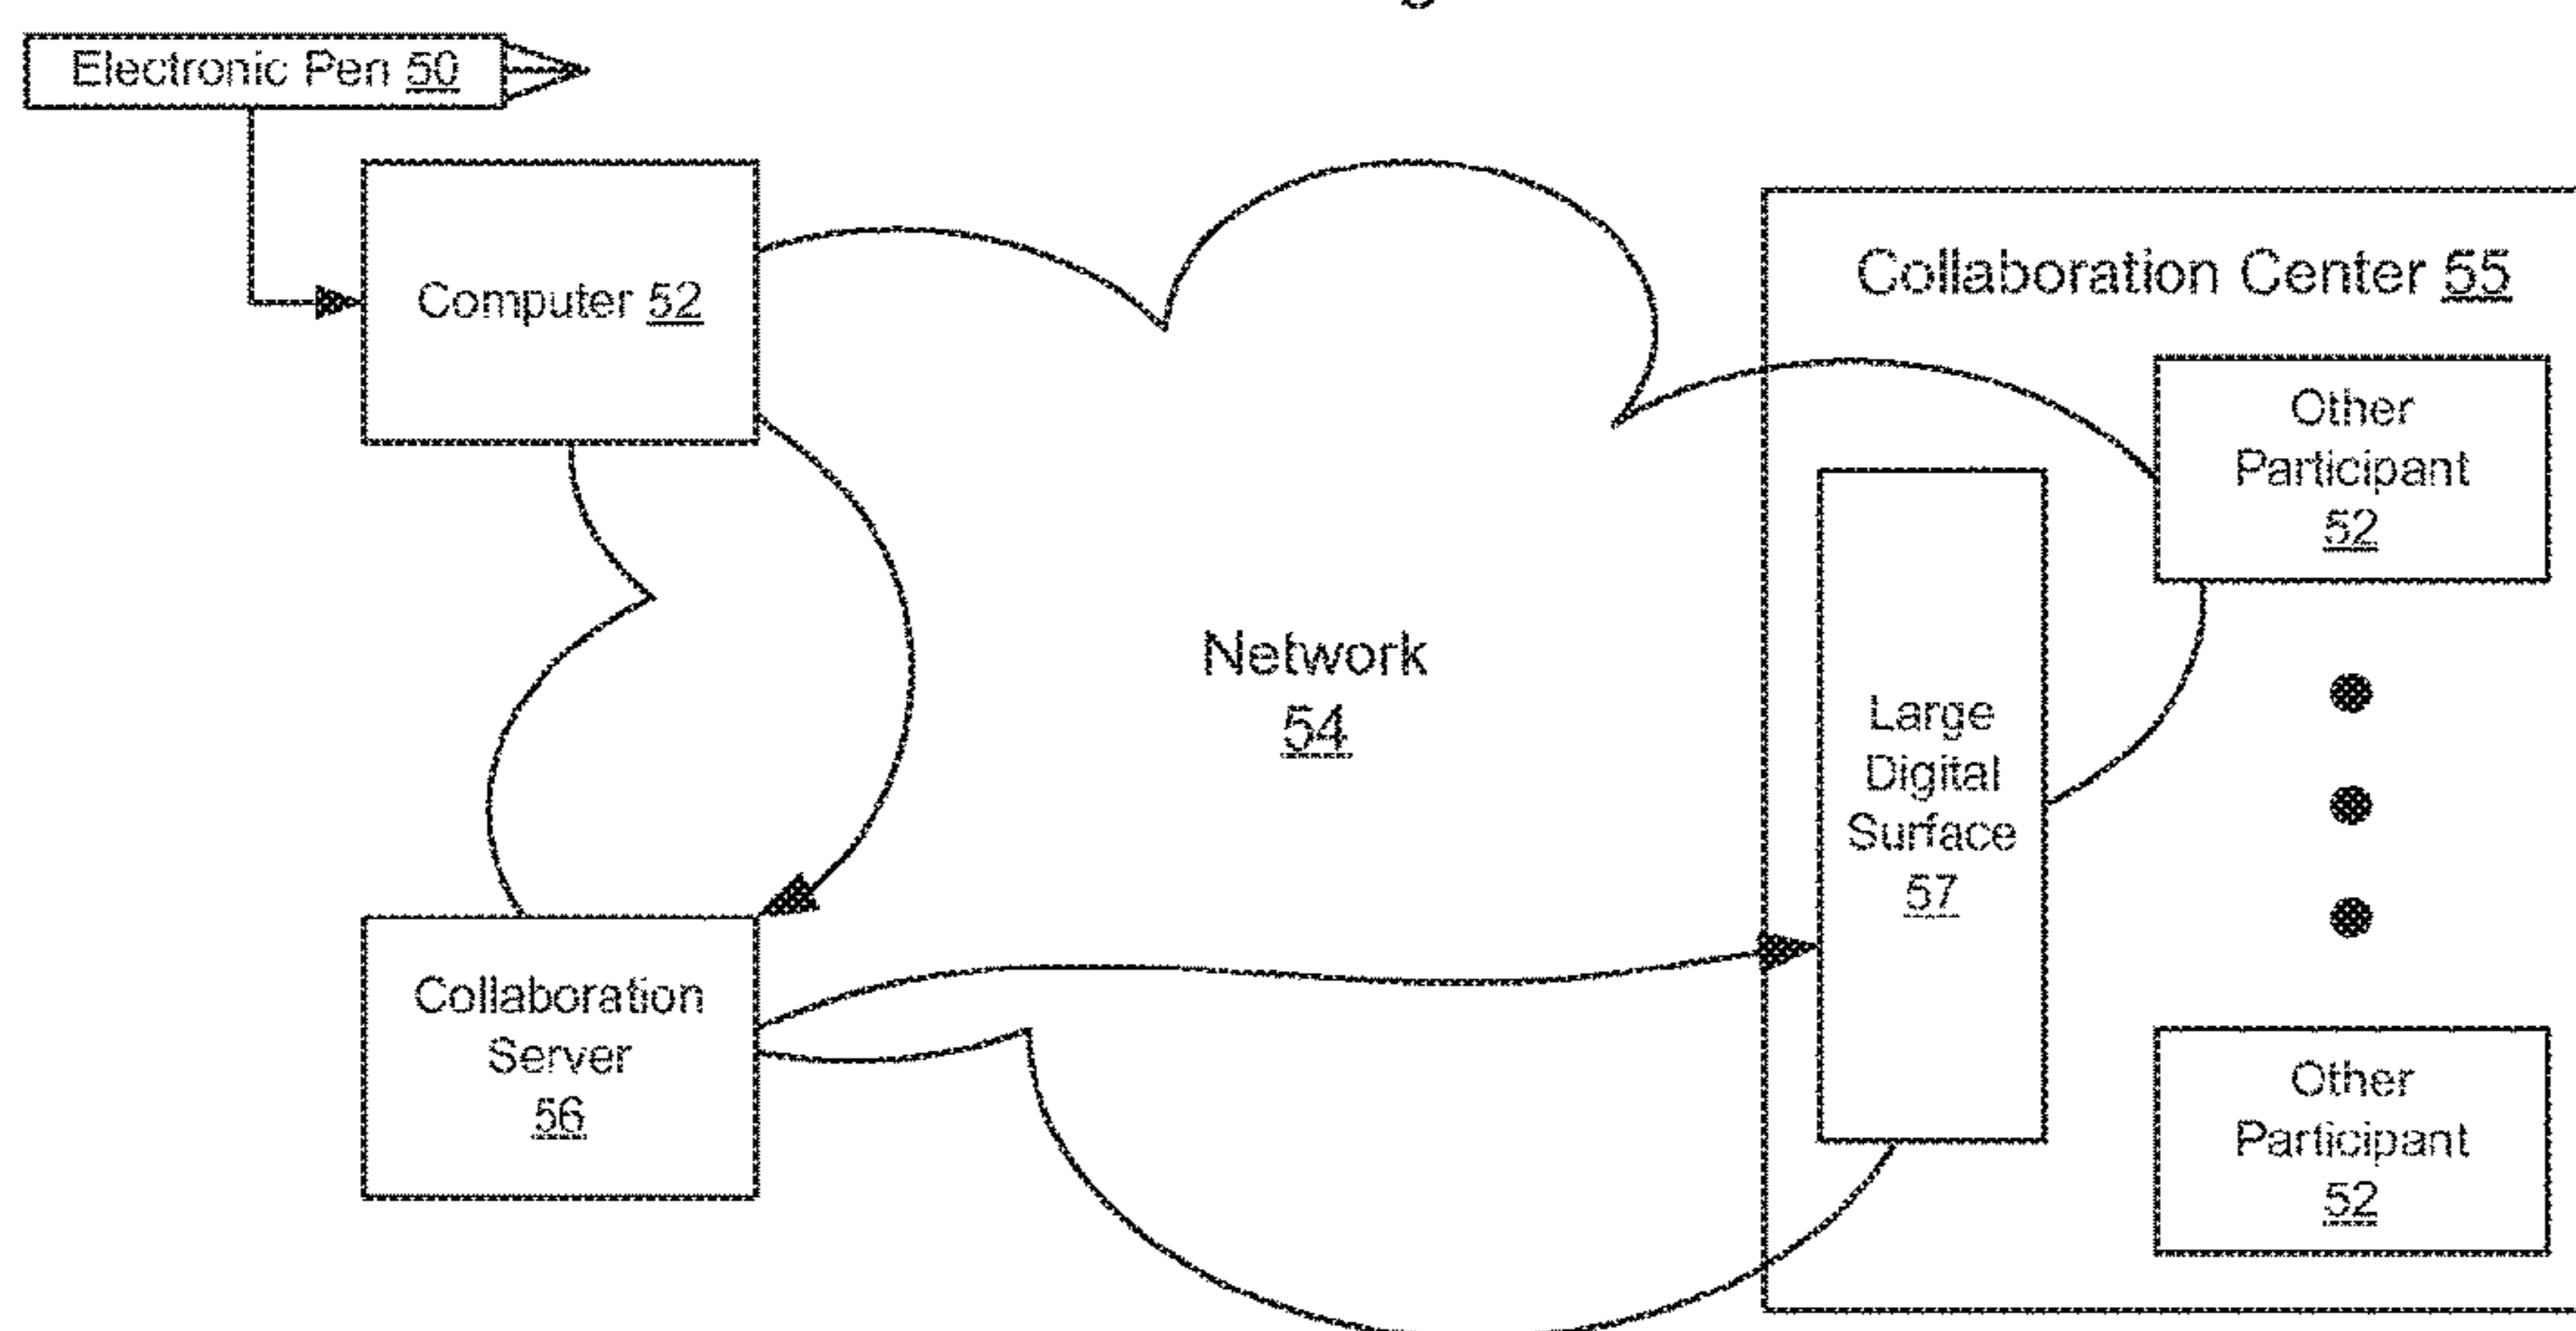 Electronic Pen 50
Computer 52
Collaboration Center 55
Other
Participant
52
Network
54
Large
Digital
Surface
57
Collaboration
Server
56
Other
Participant
52